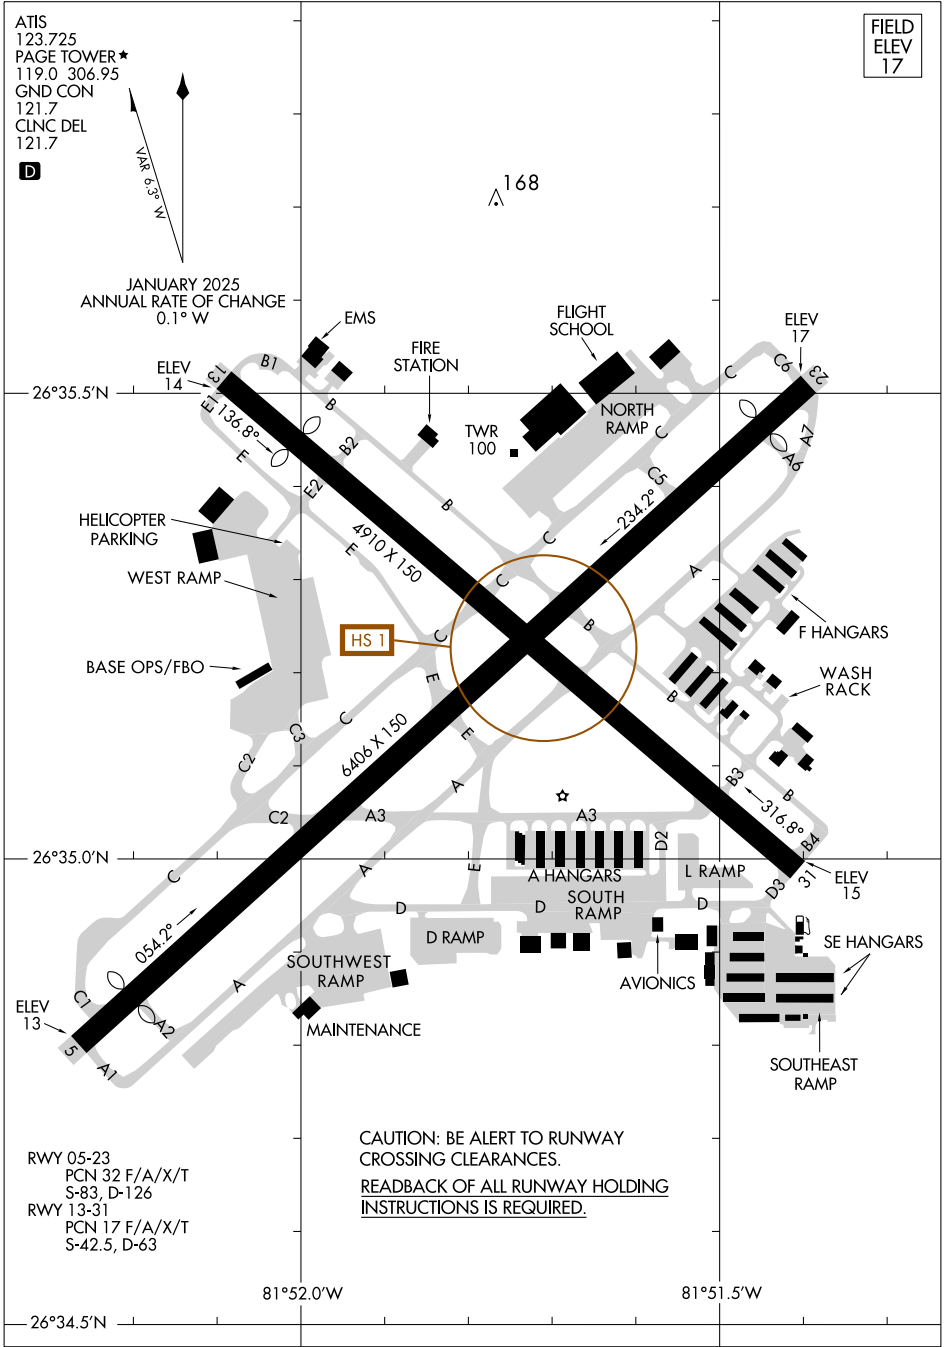 ATIS
123.725
PAGE TOWER★
119.0 306.95
GND CON
121.7
CLNC DEL
121.7
D
FIELD
ELEV
17
VAR 6.3° W
168
JANUARY 2025
ANNUAL RATE OF CHANGE
0.1° W
EMS
FIRE
STATION
FLIGHT
SCHOOL
ELEV
17
ELEV
14
13
B1
C
C6
23
26°35.5'N
E1
136.8°
B
B2
NORTH
RAMP
TWR
100
C
A7
A6
E
E2
C5
234.2°
B
HELICOPTER
PARKING
4910 X 150
E
C
WEST RAMP
C
A
B
F HANGARS
HS 1
C
BASE OPS/FBO
E
B
WASH
RACK
C
C3
E
C2
6406 X 150
A
B3
B
316.8°
C2
A3
A3
D2
B4
26°35.0'N
A
E
A HANGARS
L RAMP
31
ELEV
15
C
SOUTH
RAMP
D3
D
D
D
D RAMP
054.2°
SE HANGARS
SOUTHWEST
RAMP
AVIONICS
A
C1
ELEV
13
A2
MAINTENANCE
5
A1
SOUTHEAST
RAMP
CAUTION: BE ALERT TO RUNWAY
CROSSING CLEARANCES.
READBACK OF ALL RUNWAY HOLDING
INSTRUCTIONS IS REQUIRED.
RWY 05-23
PCN 32 F/A/X/T
S-83, D-126
RWY 13-31
PCN 17 F/A/X/T
S-42.5, D-63
81°52.0'W
81°51.5'W
26°34.5'N